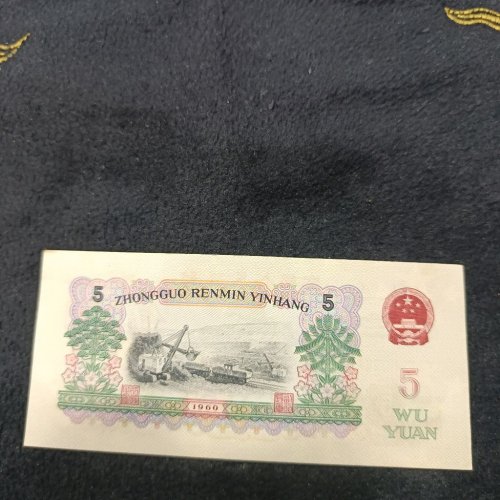 5 ZHONGGUO RENMIN YINHANG 5
5
WU
YUAN
1960